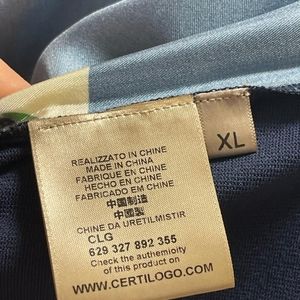 REALIZZATO IN CHINE
MADE IN CHINA
FABRIQUE EN CHINE
HECHO EN CHINE
FABRICADO EM CHINE
中国制造
中國製
CHINE DA URETILMISTIR
CLG
629 327 892 355
Check the authemioity
of this product on
WWW.CERTILOGO.COM
XL